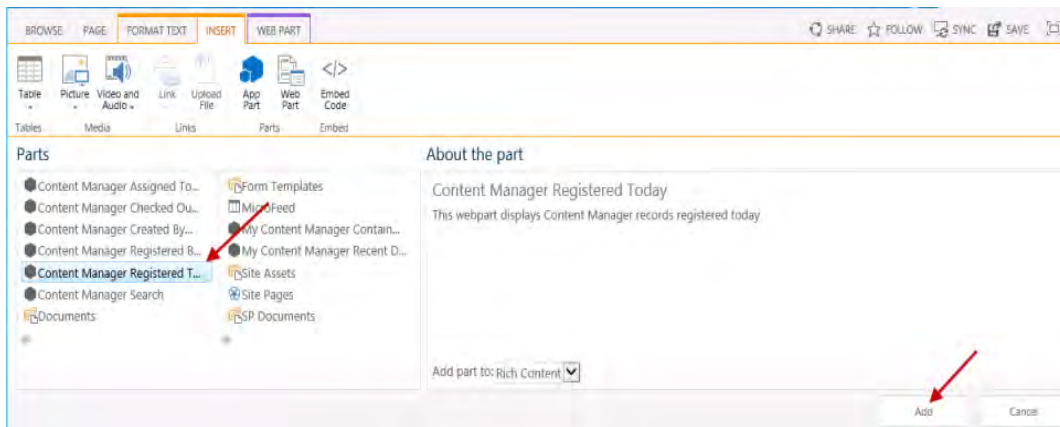 BROWSE PAGE FORMAT TEXT INSERT WEB PART SHARE FOLLOW SYNC SAVE
Table Picture Video and Audio Link Upload File App Part Web Part Embed Code
Tables Media Links Parts Embed
Parts
Content Manager Assigned To...
Content Manager Checked Ou...
Content Manager Created By...
Content Manager Registered B...
Content Manager Registered T...
Content Manager Search
Documents
Form Templates
MicroFeed
My Content Manager Contain...
My Content Manager Recent D...
Site Assets
Site Pages
SP Documents
About the part
Content Manager Registered Today
This webpart displays Content Manager records registered today
Add part to: Rich Content
Add Cancel